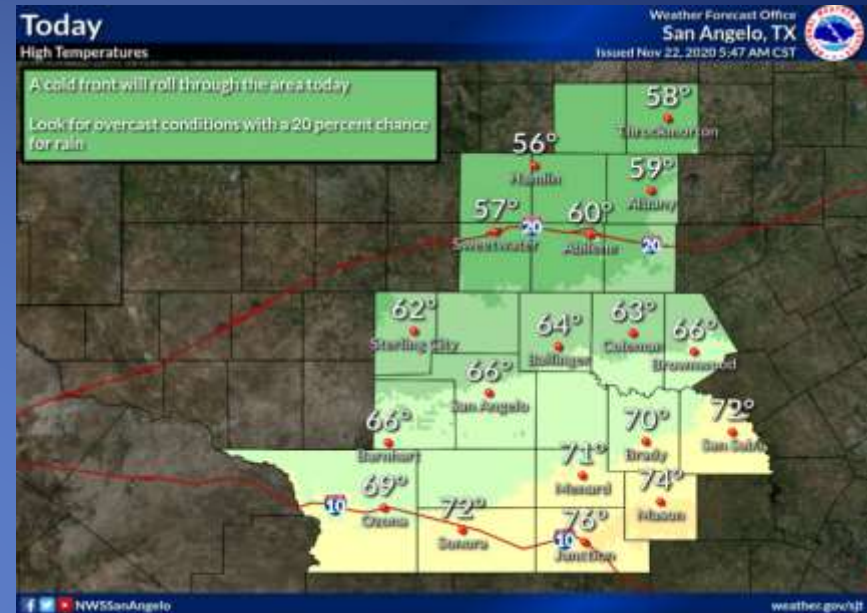 Today
High Temperatures
Weather Forecast Office
San Angelo, TX
Issued Nov 22, 2020 5:47 AM CST
A cold front will roll through the area today
Look for overcast conditions with a 20 percent chance
for rain
58°
Throckmorton
56°
Hamlin
59°
Albany
57°
Sweetwater
20
60°
Abilene
20
62°
Sterling City
64°
Ballinger
63°
Coleman
66°
Brownwood
66°
San Angelo
66°
Barnhart
70°
Brady
72°
San Saba
71°
Menard
74°
Mason
69°
Ozona
10
72°
Sonora
76°
Junction
10
NWSSanAngelo
weather.gov/sjt